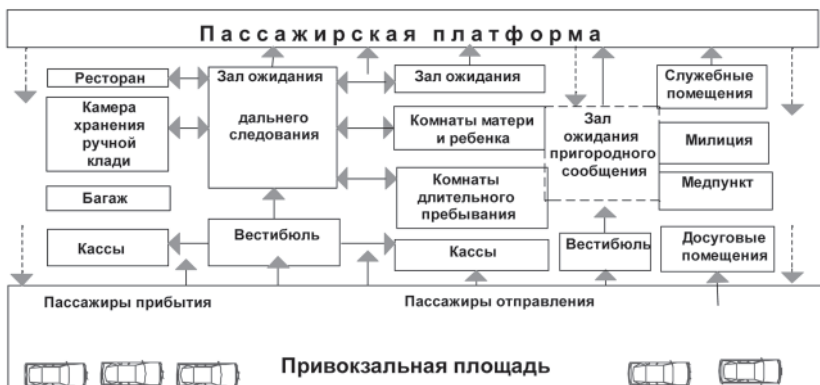 Пассажирская платформа
Ресторан
Зал ожидания
дальнего
следования
Зал ожидания
Служебные
помещения
Камера
хранения
ручной
клади
Комнаты матери
и ребенка
Зал
ожидания
пригородного
сообщения
Милиция
Комнаты
длительного
пребывания
Медпункт
Багаж
Кассы
Вестибюль
Кассы
Вестибюль
Досуговые
помещения
Пассажиры прибытия
Пассажиры отправления
Привокзальная площадь